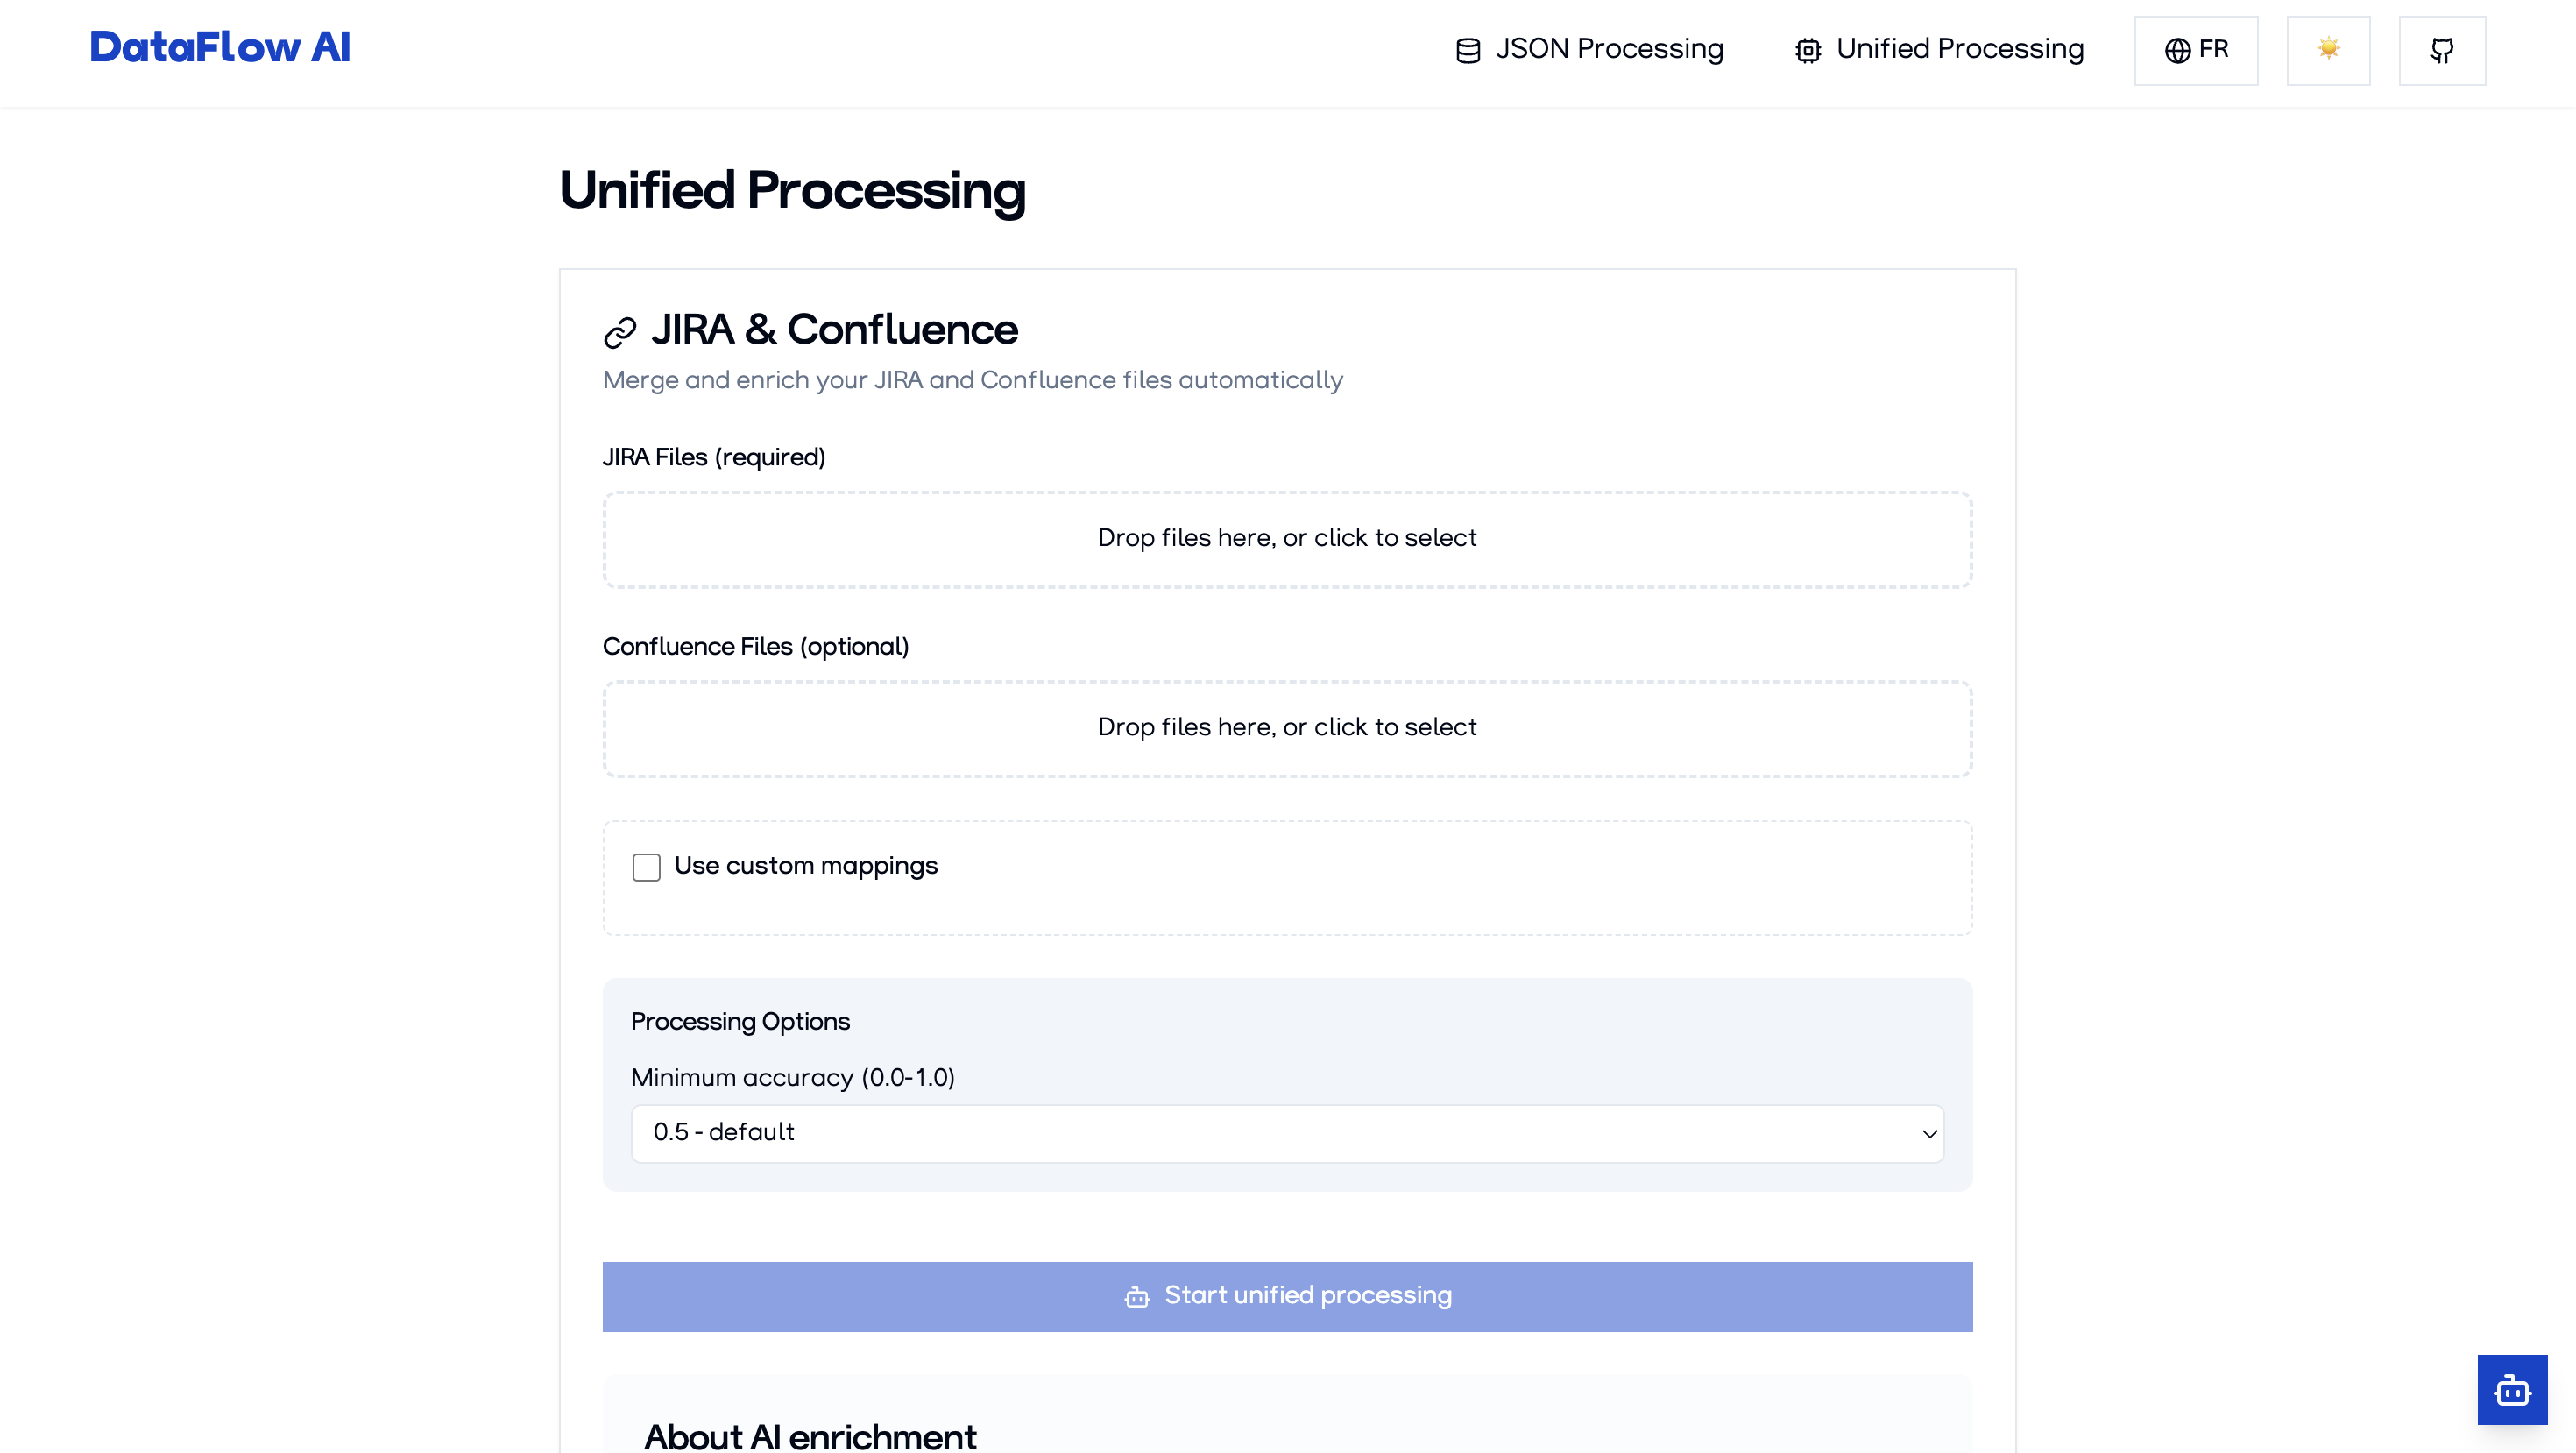 DataFlow AI
JSON Processing
Unified Processing
FR
Unified Processing
JIRA & Confluence
Merge and enrich your JIRA and Confluence files automatically
JIRA Files (required)
Drop files here, or click to select
Confluence Files (optional)
Drop files here, or click to select
Use custom mappings
Processing Options
Minimum accuracy (0.0-1.0)
0.5 - default
Start unified processing
About AI enrichment